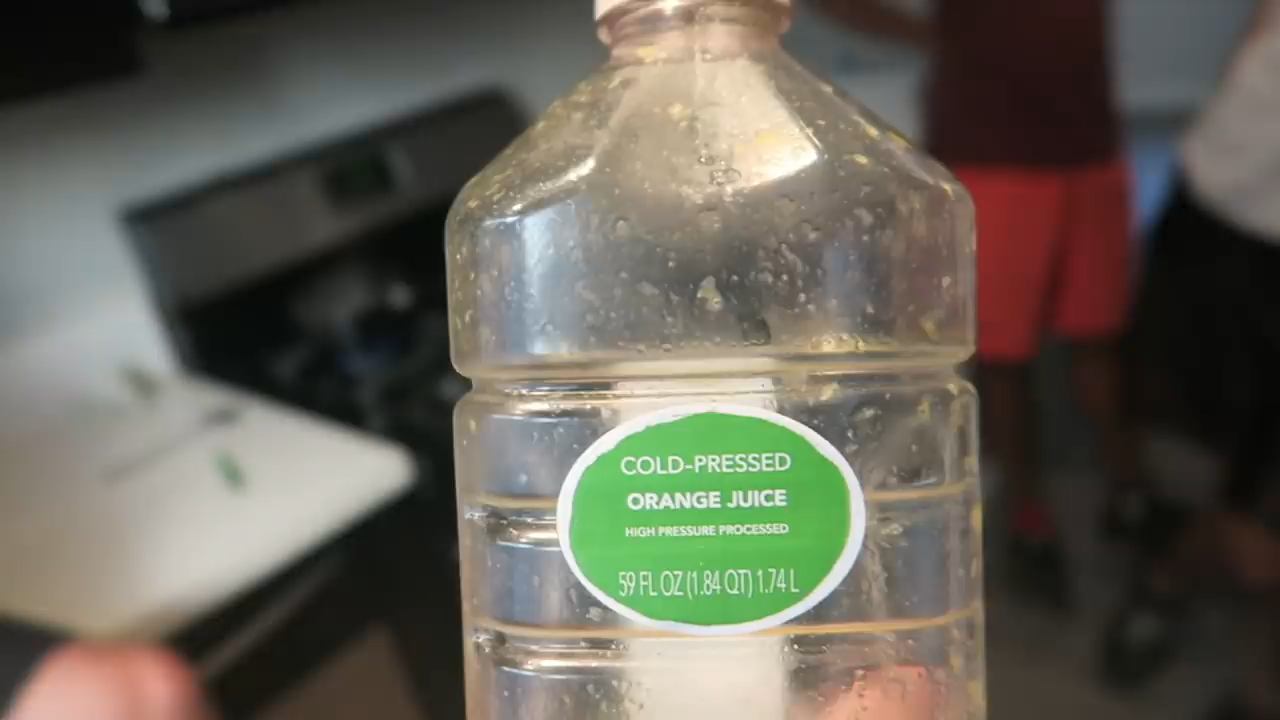 COLD-PRESSED
ORANGE JUICE
HIGH PRESSURE PROCESSED
59 FL OZ (1.84 QT) 1.74 L